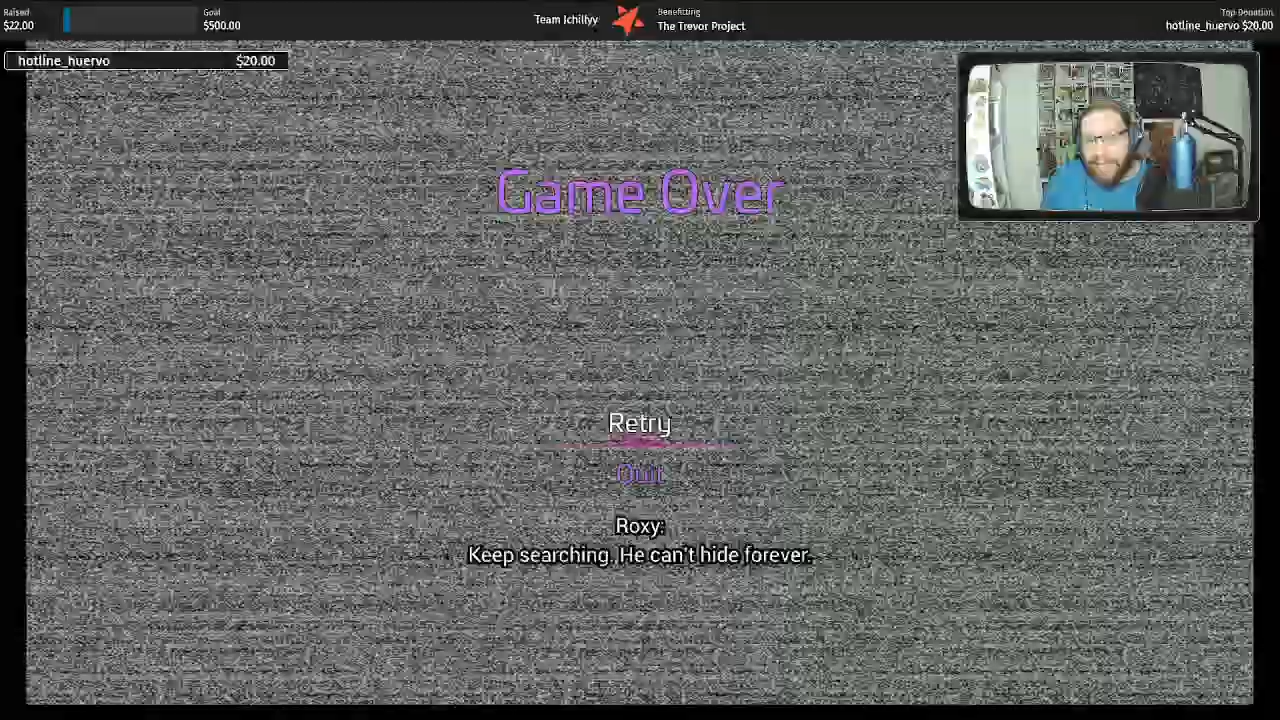 Raised
$22.00
Goal
$500.00
Team Ichillyy
Benefitting
The Trevor Project
Top Donation
hotline_huervo $20.00
hotline_huervo $20.00
Game Over
Retry
Quit
Roxy:
Keep searching. He can't hide forever.